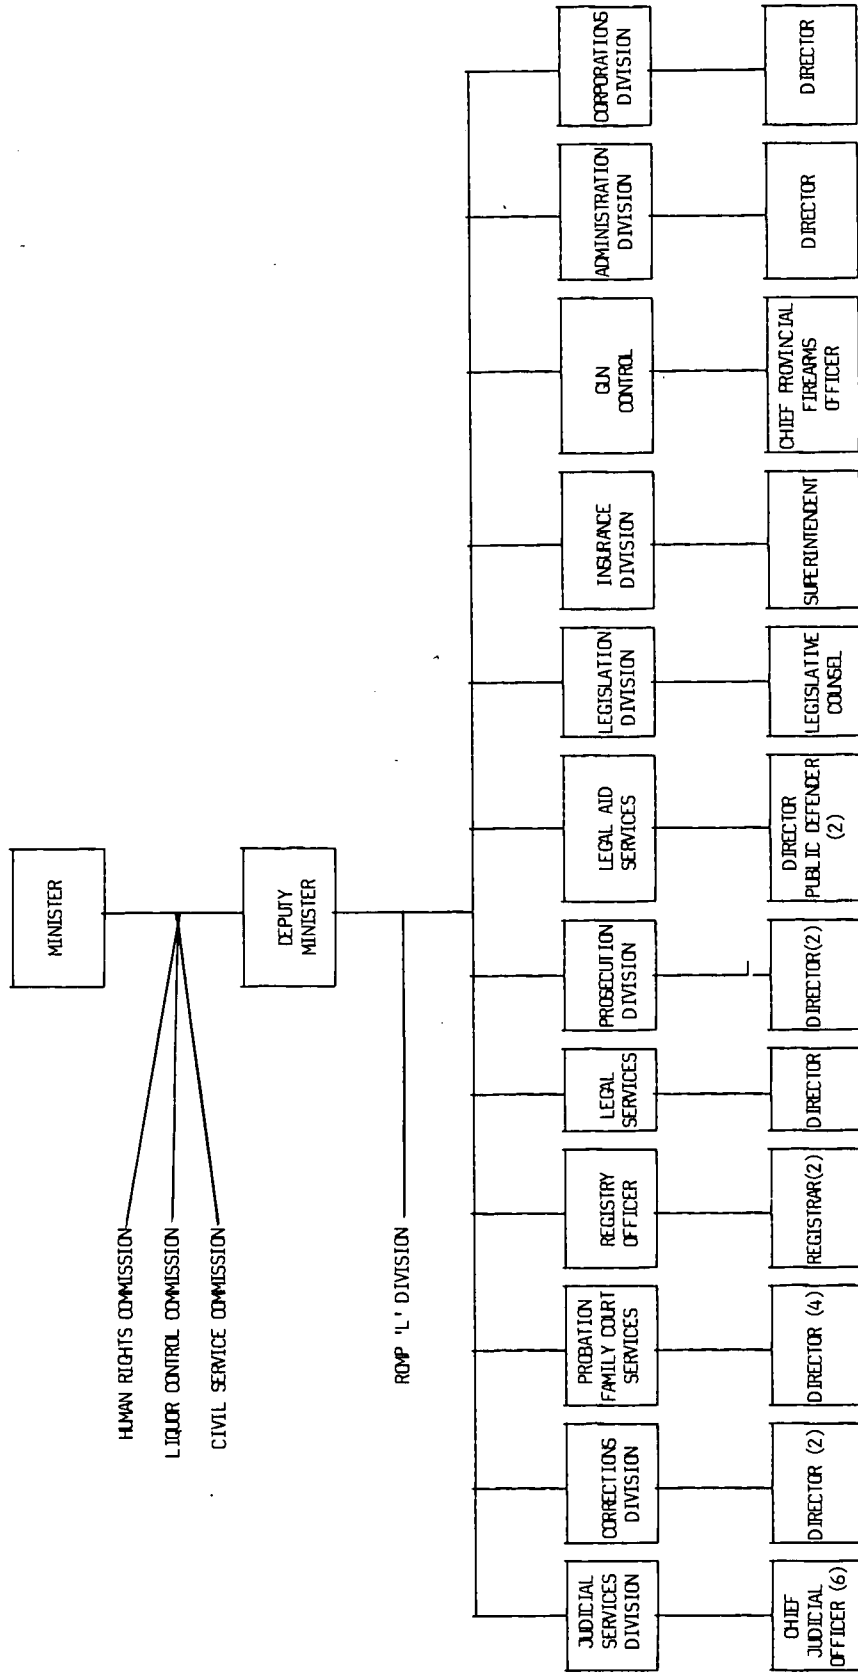 MINISTER
HUMAN RIGHTS COMMISSION
LIQUOR CONTROL COMMISSION
CIVIL SERVICE COMMISSION
DEPUTY
MINISTER
RCMP 'L' DIVISION
JUDICIAL
SERVICES
DIVISION
CORRECTIONS
DIVISION
PROBATION
FAMILY COURT
SERVICES
REGISTRY
OFFICER
LEGAL
SERVICES
PROSECUTION
DIVISION
LEGAL AID
SERVICES
LEGISLATION
DIVISION
INSURANCE
DIVISION
GUN
CONTROL
ADMINISTRATION
DIVISION
CORPORATIONS
DIVISION
CHIEF
JUDICIAL
OFFICER (6)
DIRECTOR (2)
DIRECTOR (4)
REGISTRAR(2)
DIRECTOR
DIRECTOR(2)
DIRECTOR
PUBLIC DEFENDER
(2)
LEGISLATIVE
COUNSEL
SUPERINTENDENT
CHIEF PROVINCIAL
FIREARMS
OFFICER
DIRECTOR
DIRECTOR